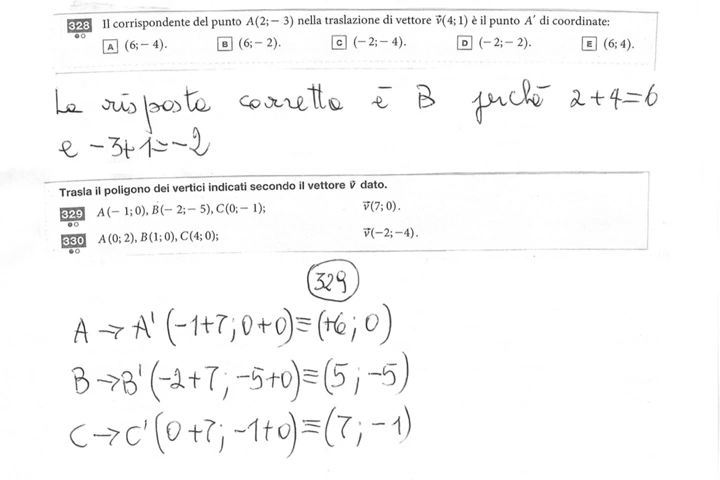 328 Il corrispondente del punto A(2;− 3) nella traslazione di vettore v⃗(4; 1) è il punto A′ di coordinate:
A (6;− 4). B (6;− 2). C (− 2;− 4). D (− 2;− 2). E (6; 4).
La risposta corretta è B perché 2+4=6
e −3+1=−2
Trasla il poligono dei vertici indicati secondo il vettore v⃗ dato.
329 A(− 1; 0), B(− 2;− 5), C(0;− 1); v⃗(7; 0).
330 A(0; 2), B(1; 0), C(4; 0); v⃗(−2;−4).
329
A → A' (−1+7; 0+0)≡(+6; 0)
B → B' (−2+7; −5+0)≡(5; −5)
C → C' (0+7; −1+0)≡(7; −1)